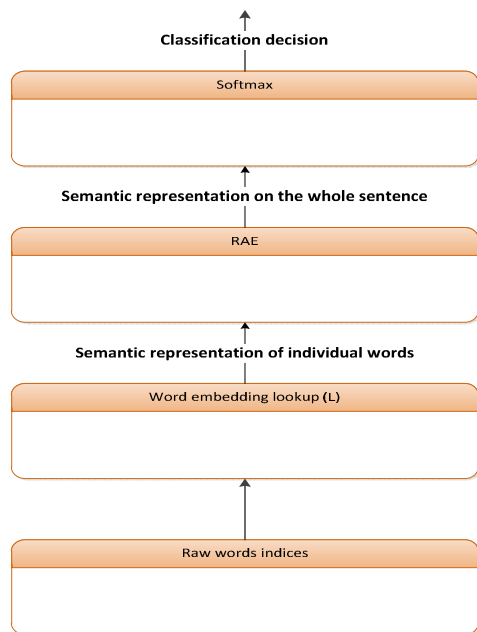 Classification decision
Softmax
Semantic representation on the whole sentence
RAE
Semantic representation of individual words
Word embedding lookup (L)
Raw words indices